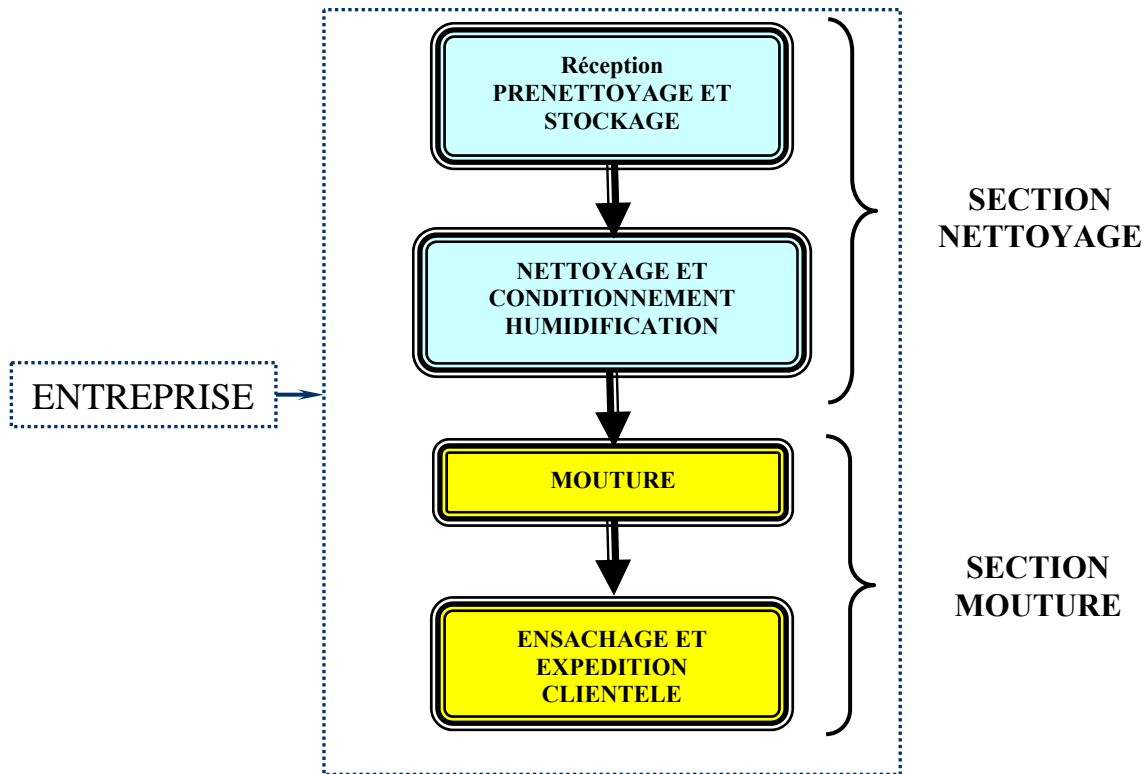 Réception
PRENETTOYAGE ET
STOCKAGE
SECTION
NETTOYAGE
NETTOYAGE ET
CONDITIONNEMENT
HUMIDIFICATION
ENTREPRISE
MOUTURE
SECTION
MOUTURE
ENSACHAGE ET
EXPEDITION
CLIENTELE